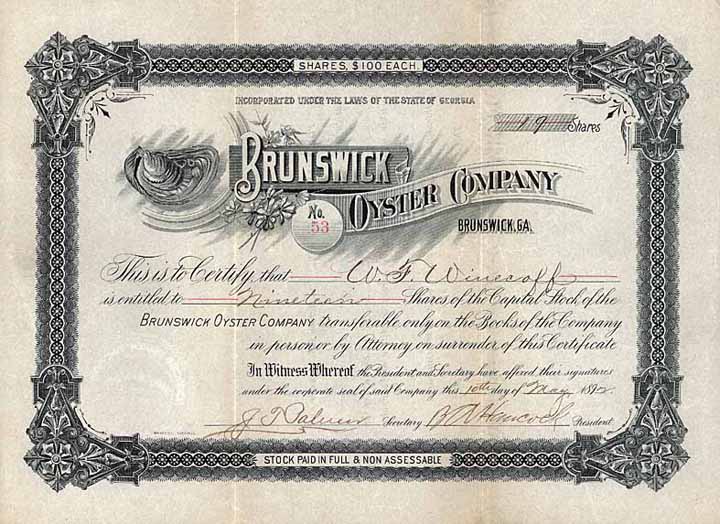 SHARES, $100 EACH.
INCORPORATED UNDER THE LAWS OF THE STATE OF GEORGIA
19 Shares
BRUNSWICK
OYSTER COMPANY
No. 53
BRUNSWICK, GA.
This is to Certify, that W. F. Winecoff
is entitled to Nineteen Shares of the Capital Stock of the
BRUNSWICK OYSTER COMPANY transferable only on the Books of the Company
in person or by Attorney on surrender of this Certificate
In Witness Whereof the President and Secretary have affixed their signatures
under the corporate seal of said Company this 10th day of May 1892.
Secretary Hancock President
STOCK PAID IN FULL & NON ASSESSABLE